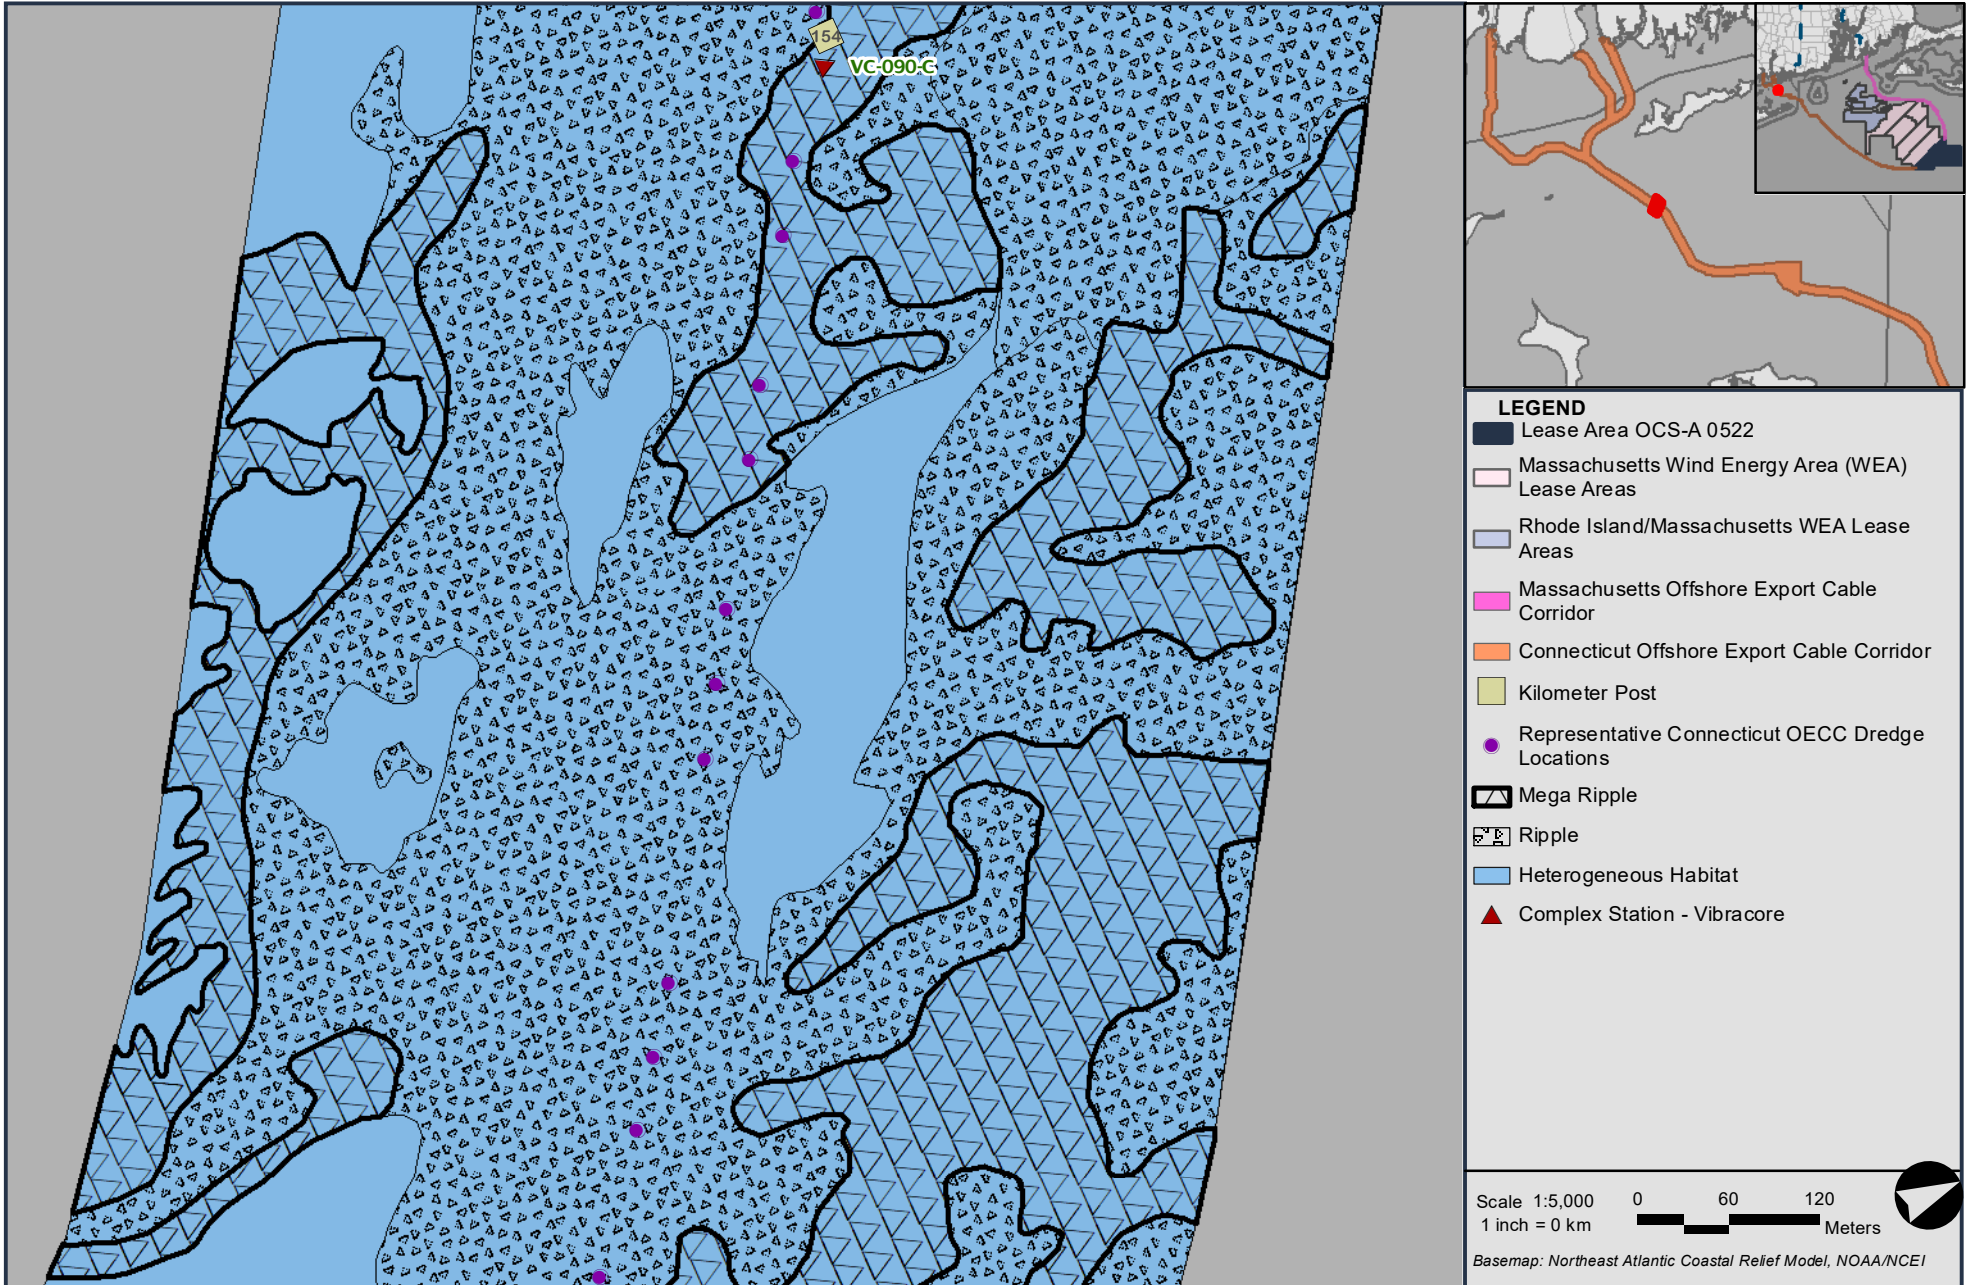 154
VC-090-C
LEGEND
Lease Area OCS-A 0522
Massachusetts Wind Energy Area (WEA)
Lease Areas
Rhode Island/Massachusetts WEA Lease
Areas
Massachusetts Offshore Export Cable
Corridor
Connecticut Offshore Export Cable Corridor
Kilometer Post
Representative Connecticut OECC Dredge
Locations
Mega Ripple
Ripple
Heterogeneous Habitat
Complex Station - Vibracore
Scale 1:5,000
1 inch = 0 km
0 60 120
Meters
Basemap: Northeast Atlantic Coastal Relief Model, NOAA/NCEI